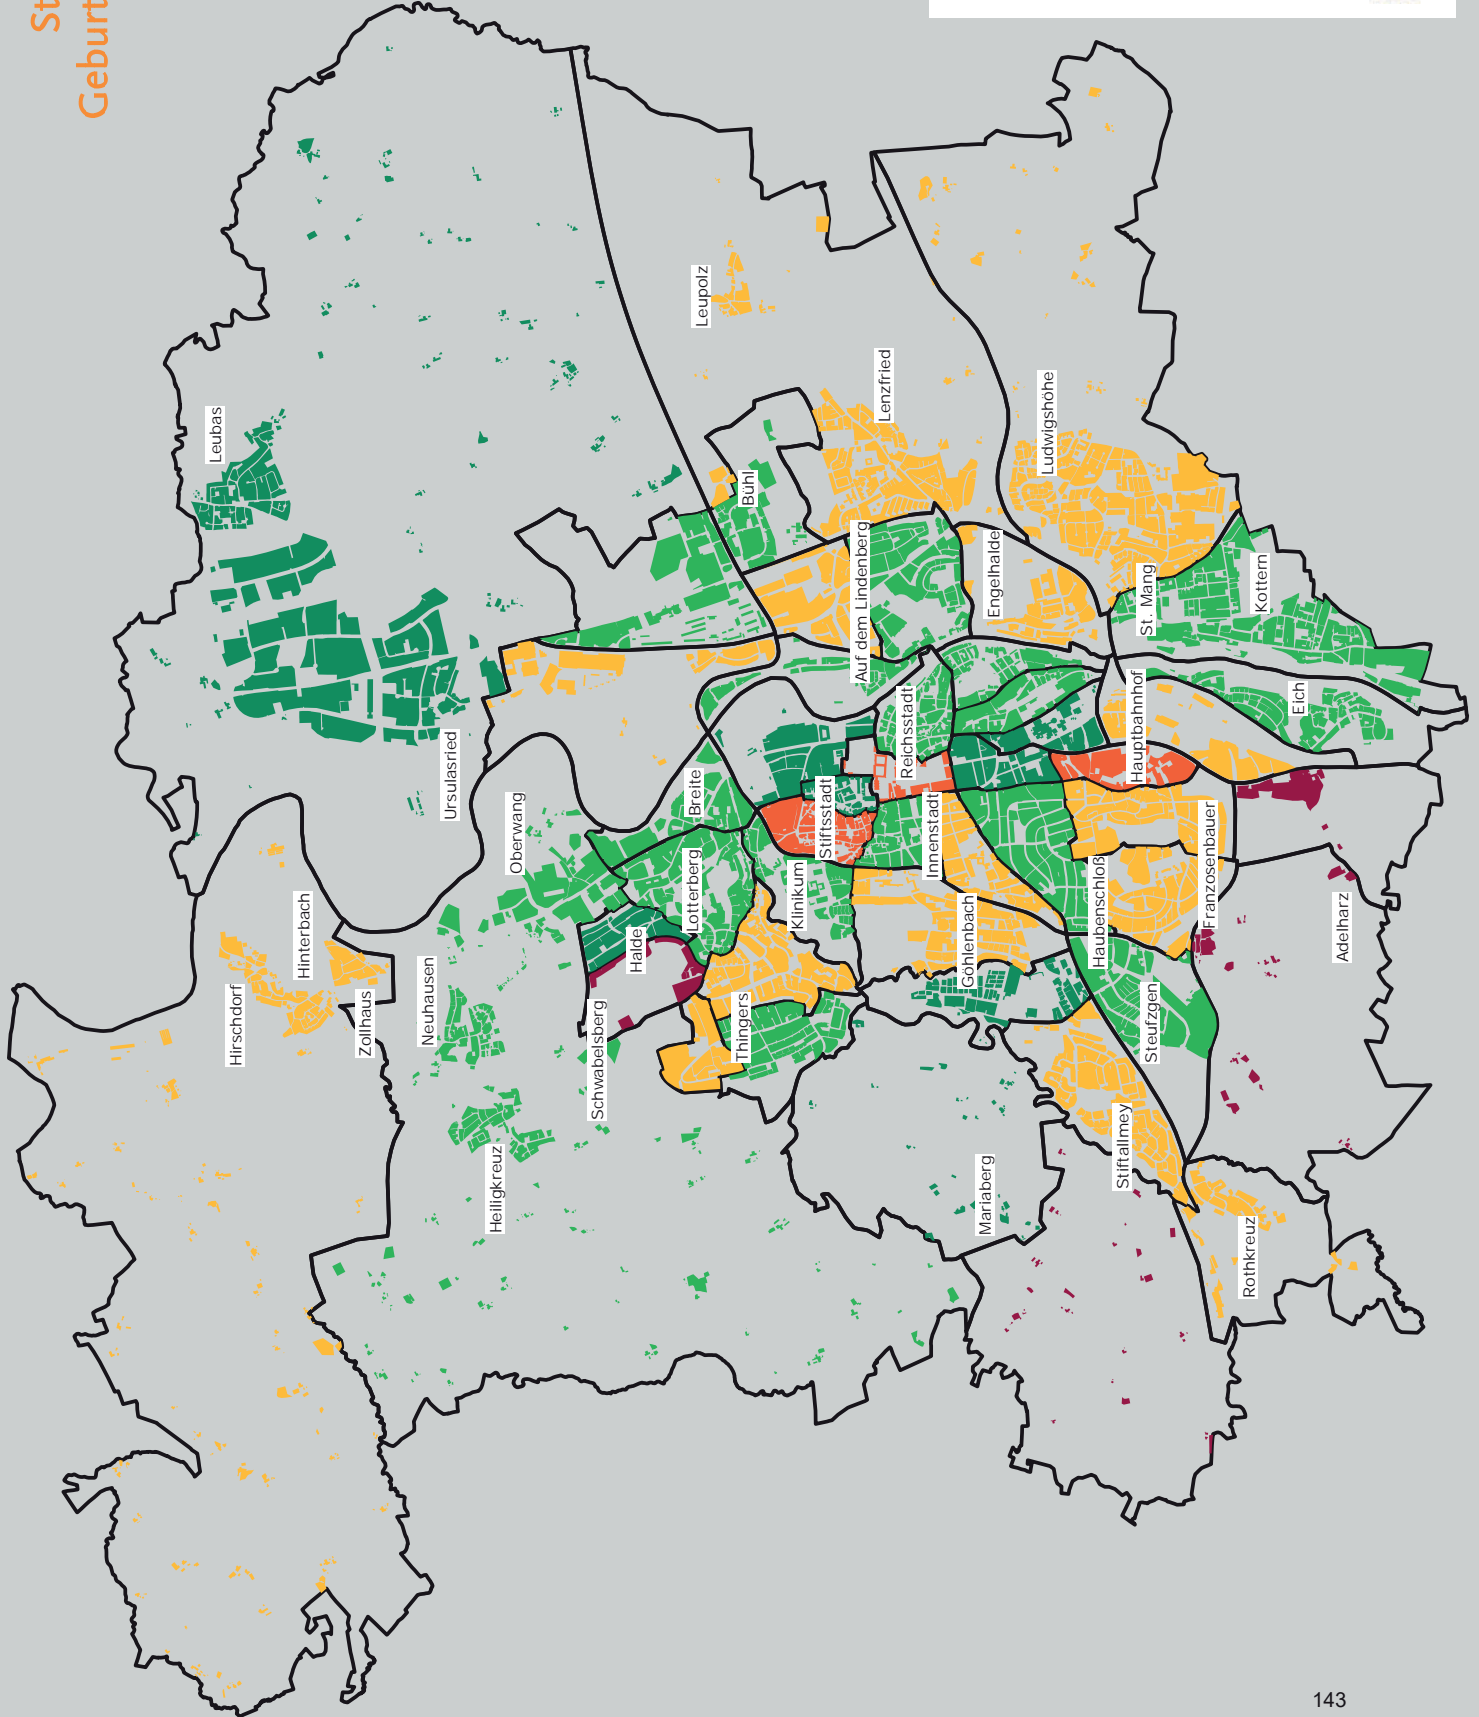 St
Geburt
Leubas
Leupolz
Lenzfried
Ludwigshöhe
Bühl
Auf dem Lindenberg
Engelhalde
St. Mang
Kottern
Ursulasried
Reichsstadt
Hauptbahnhof
Eich
Breite
Oberwang
Stiftsstadt
Innenstadt
Franzosenbauer
Lotterberg
Klinikum
Haubenschloß
Hinterbach
Halde
Göhlenbach
Adelharz
Hirschdorf
Zollhaus
Neuhausen
Schwabelsberg
Thingers
Steufzgen
Stiftallmey
Heiligkreuz
Mariaberg
Rothkreuz
143